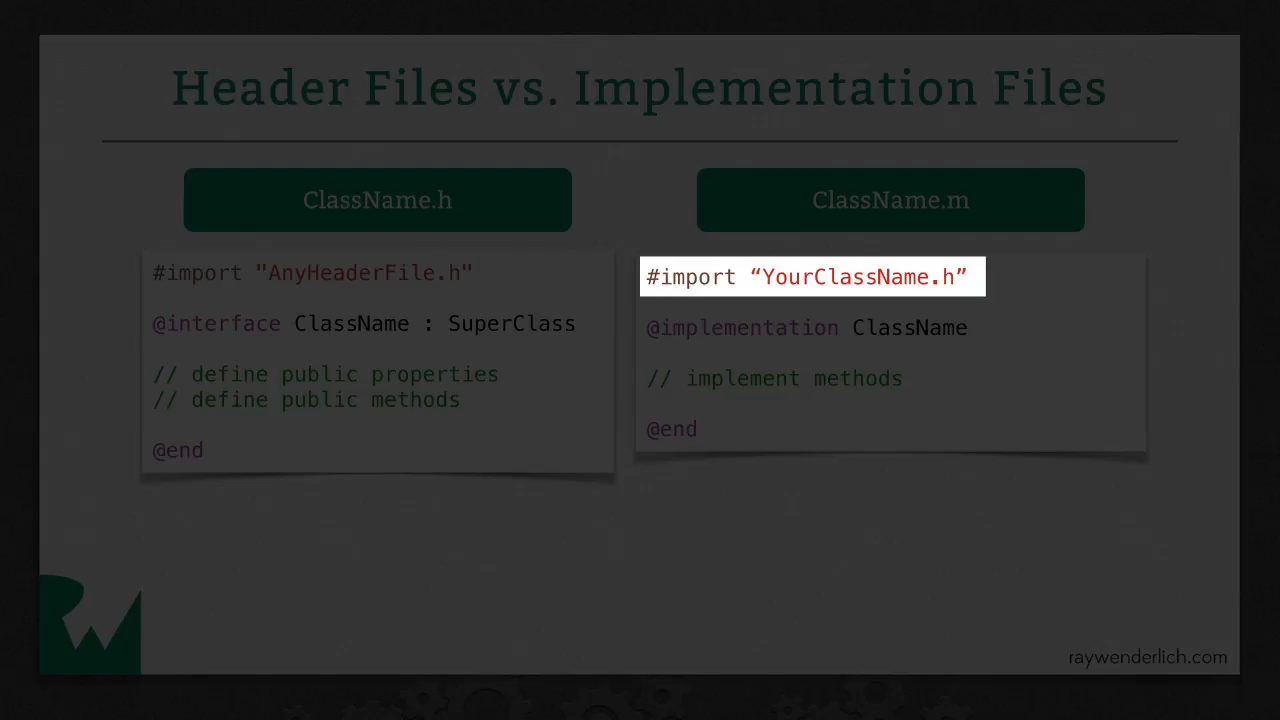 Header Files vs. Implementation Files
ClassName.h
#import "AnyHeaderFile.h"
@interface ClassName : SuperClass
// define public properties
// define public methods
@end
ClassName.m
#import “YourClassName.h”
@implementation ClassName
// implement methods
@end
raywenderlich.com